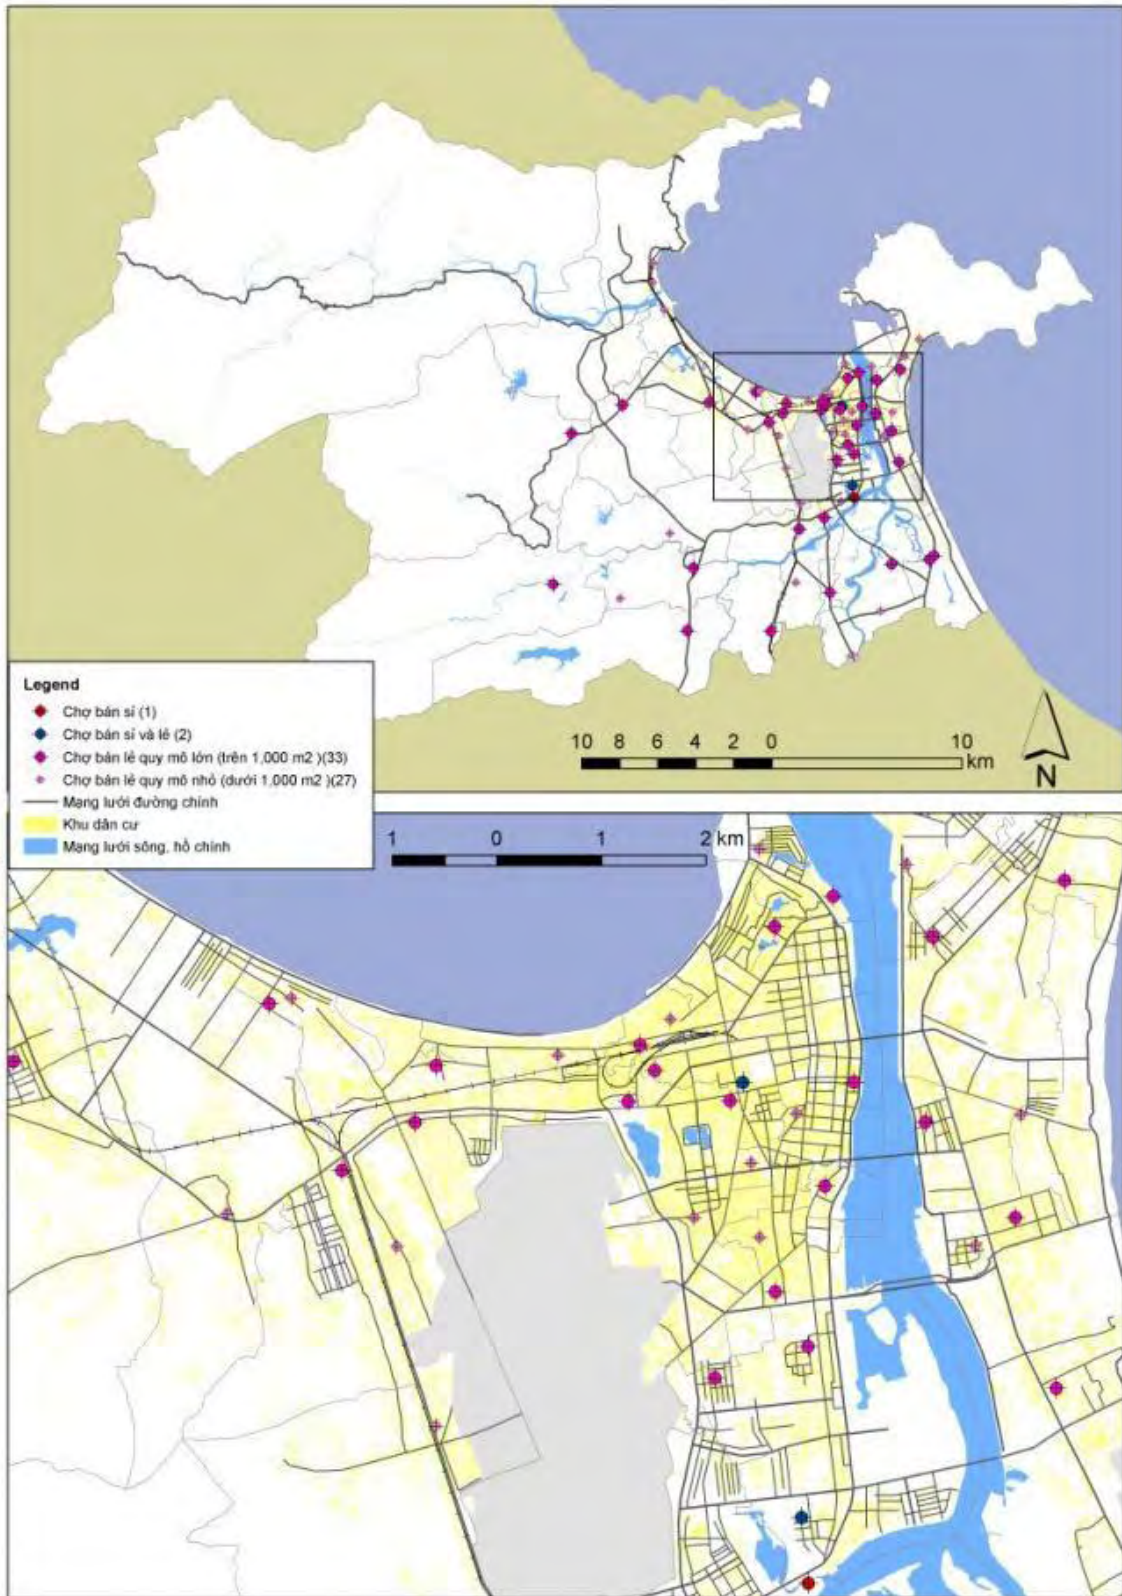 10 8 6 4 2 0 10
km
N
Legend
Chợ bán sỉ (1)
Chợ bán sỉ và lẻ (2)
Chợ bán lẻ quy mô lớn (trên 1,000 m2 )(33)
Chợ bán lẻ quy mô nhỏ (dưới 1,000 m2 )(27)
Mạng lưới đường chính
Khu dân cư
Mạng lưới sông, hồ chính
1 0 1 2 km